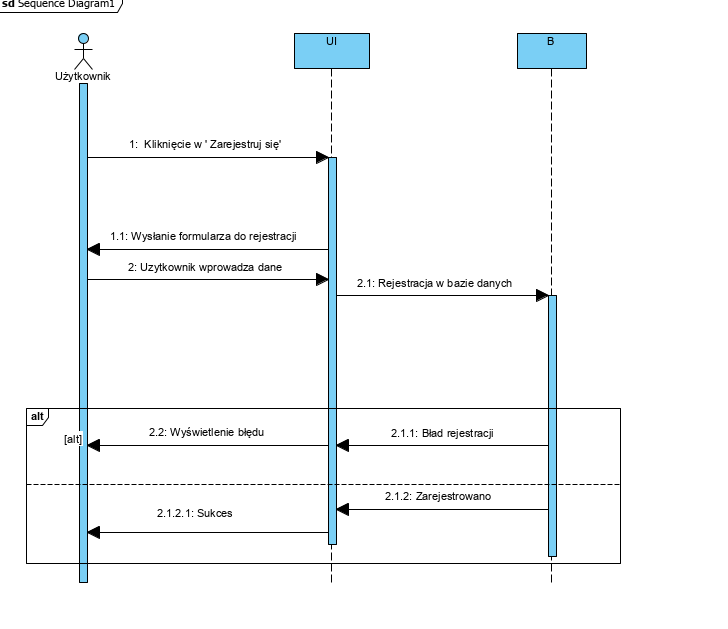 sd Sequence Diagram1
UI
B
Użytkownik
1: Kliknięcie w ' Zarejestruj się'
1.1: Wysłanie formularza do rejestracji
2: Uzytkownik wprowadza dane
2.1: Rejestracja w bazie danych
alt
[alt]
2.2: Wyświetlenie błędu
2.1.1: Bład rejestracji
2.1.2: Zarejestrowano
2.1.2.1: Sukces